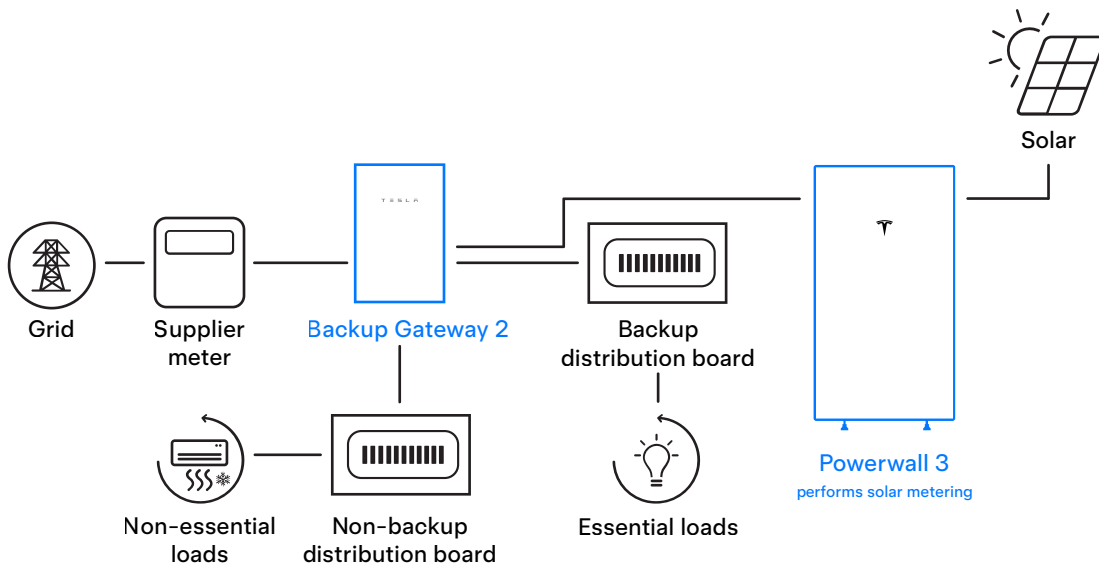 Solar
TESLA
Grid
Supplier
meter
Backup Gateway 2
Backup
distribution board
Powerwall 3
performs solar metering
Non-essential
loads
Non-backup
distribution board
Essential loads